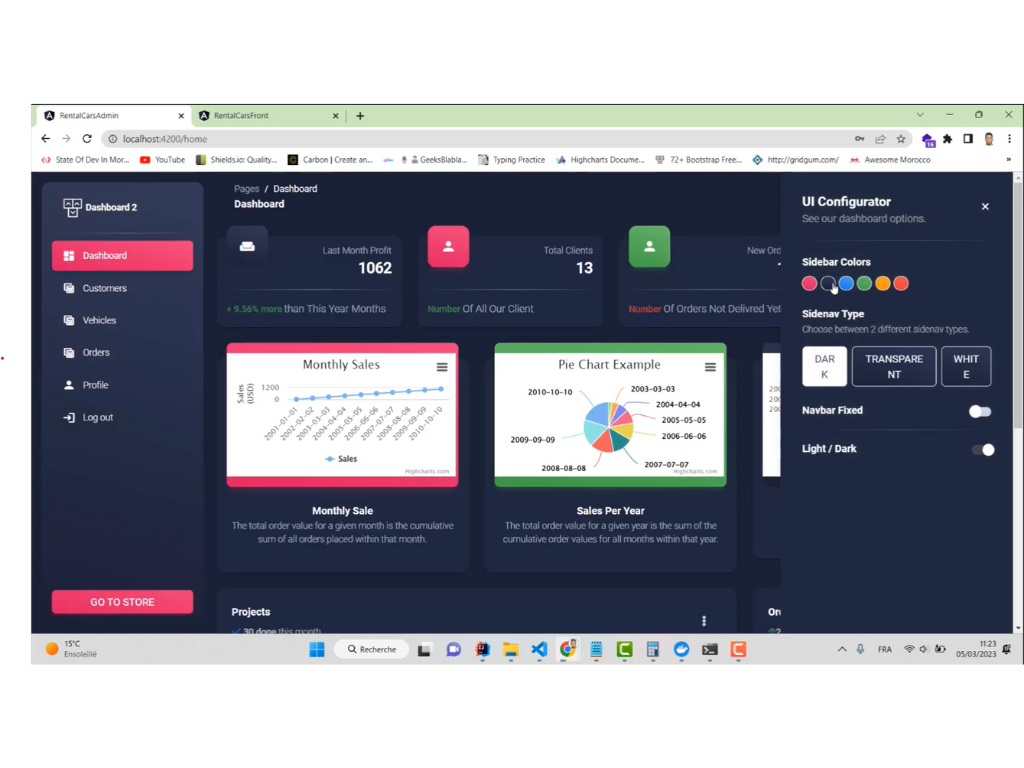 RentalCarsAdmin
RentalCarsFront
localhost:4200/home
State Of Dev In Mor...
YouTube
Shields.io: Quality...
Carbon | Create an...
GeeksBlabla...
Typing Practice
Highcharts Docume...
72+ Bootstrap Free...
http://gridgum.com/
Awesome Morocco
»
16
Dashboard 2
Dashboard
Customers
Vehicles
Orders
Profile
Log out
GO TO STORE
Pages / Dashboard
Dashboard
Last Month Profit
1062
+ 9.56% more than This Year Months
Total Clients
13
Number Of All Our Client
New Ord
Number Of Orders Not Delivred Yet
Monthly Sales
Sales (USD)
1200
0
2001-01-01
2002-02-02
2003-03-03
2004-04-04
2005-05-05
2006-06-06
2007-07-07
2008-08-08
2009-09-09
2010-10-10
Sales
Highcharts.com
Monthly Sale
The total order value for a given month is the cumulative
sum of all orders placed within that month.
Pie Chart Example
2010-10-10
2003-03-03
2004-04-04
2005-05-05
2006-06-06
2009-09-09
2007-07-07
2008-08-08
Highcharts.com
Sales Per Year
The total order value for a given year is the sum of the
cumulative order values for all months within that year.
Projects
30 done this month
UI Configurator
See our dashboard options.
Sidebar Colors
Sidenav Type
Choose between 2 different sidenav types.
DAR
K
TRANSPARE
NT
WHIT
E
Navbar Fixed
Light / Dark
15°C
Ensoleillé
Recherche
FRA
11:23
05/03/2023